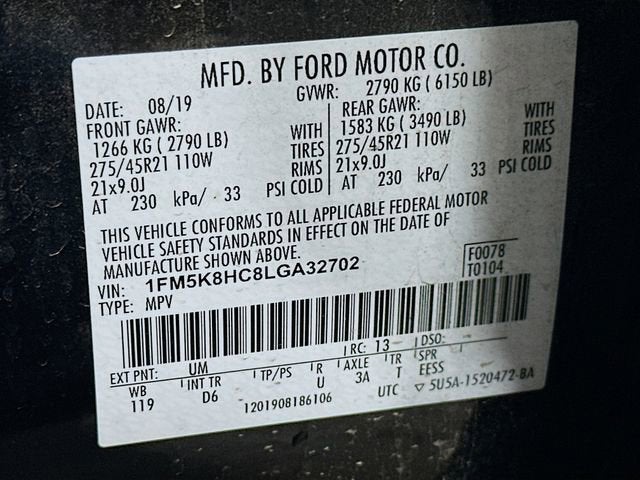 MFD. BY FORD MOTOR CO.
DATE: 08/19 GVWR: 2790 KG ( 6150 LB)
FRONT GAWR: REAR GAWR:
1266 KG ( 2790 LB) WITH 1583 KG ( 3490 LB) WITH
275/45R21 110W TIRES 275/45R21 110W TIRES
21x9.0J RIMS 21x9.0J RIMS
AT 230 kPa/ 33 PSI COLD AT 230 kPa/ 33 PSI COLD
THIS VEHICLE CONFORMS TO ALL APPLICABLE FEDERAL MOTOR
VEHICLE SAFETY STANDARDS IN EFFECT ON THE DATE OF
MANUFACTURE SHOWN ABOVE.
VIN: 1FM5K8HC8LGA32702 F0078
TYPE: MPV T0104
EXT PNT: UM RC: 13 DSO:
WB INT TR TP/PS R AXLE TR SPR
119 D6 U 3A T EESS
1201908186106 UTC ▽ 5U5A-1520472-BA